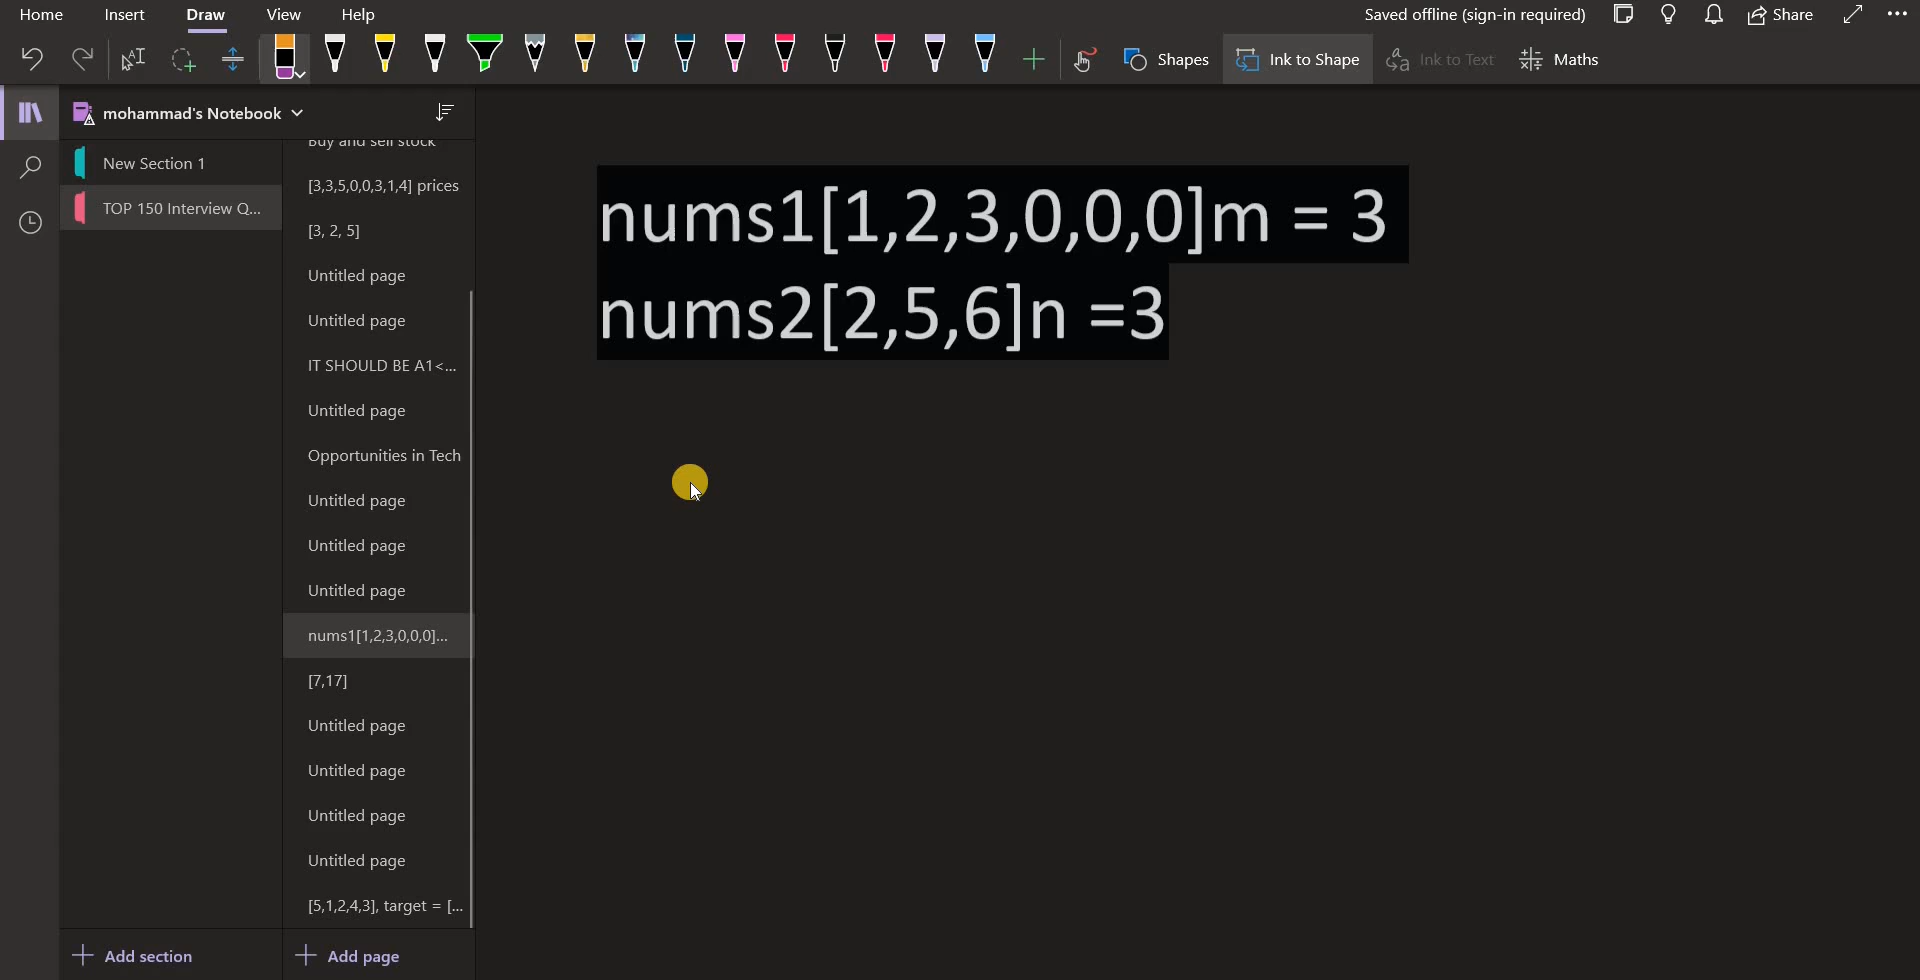 Home Insert Draw View Help Saved offline (sign-in required) Share
Shapes Ink to Shape Ink to Text Maths
mohammad's Notebook
New Section 1
TOP 150 Interview Q...
Buy and sell stock
[3,3,5,0,0,3,1,4] prices
[3, 2, 5]
Untitled page
Untitled page
IT SHOULD BE A1<...
Untitled page
Opportunities in Tech
Untitled page
Untitled page
Untitled page
nums1[1,2,3,0,0,0]...
[7,17]
Untitled page
Untitled page
Untitled page
Untitled page
[5,1,2,4,3], target = [...
Add section
Add page
nums1[1,2,3,0,0,0]m = 3
nums2[2,5,6]n =3